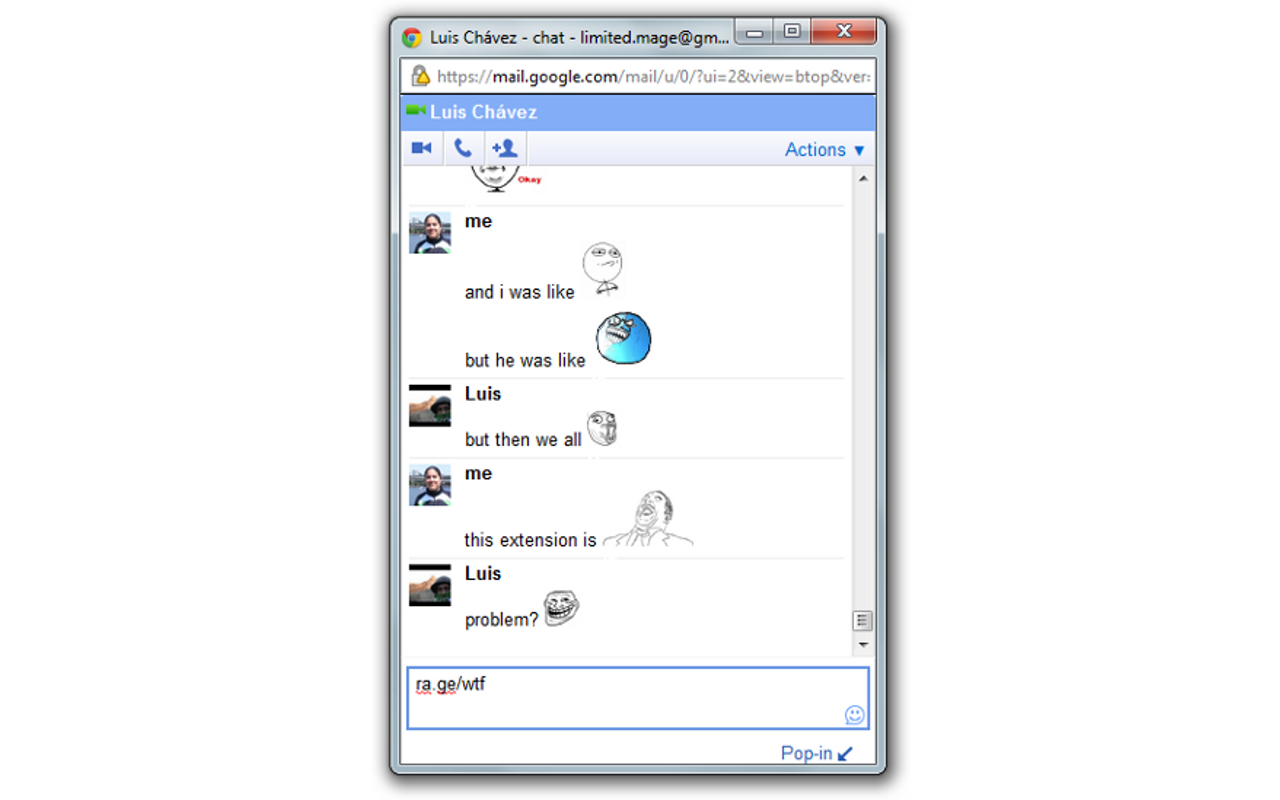 Luis Chávez - chat - limited.mage@gm...
https://mail.google.com/mail/u/0/?ui=2&view=btop&ver=
Luis Chávez
Actions ▼
Okay
me
and i was like
but he was like
Luis
but then we all
me
this extension is
Luis
problem?
ra.ge/wtf
Pop-in